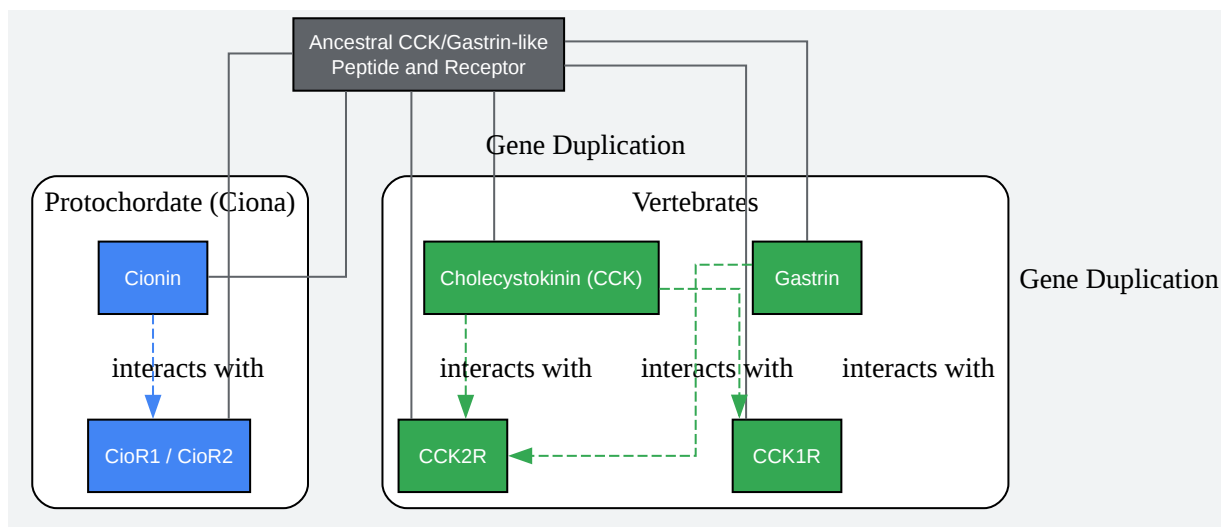 Ancestral CCK/Gastrin-like
Peptide and Receptor
Gene Duplication
Protochordate (Ciona)
Vertebrates
Cionin
Cholecystokinin (CCK)
Gastrin
Gene Duplication
interacts with
interacts with
interacts with
interacts with
CioR1 / CioR2
CCK2R
CCK1R